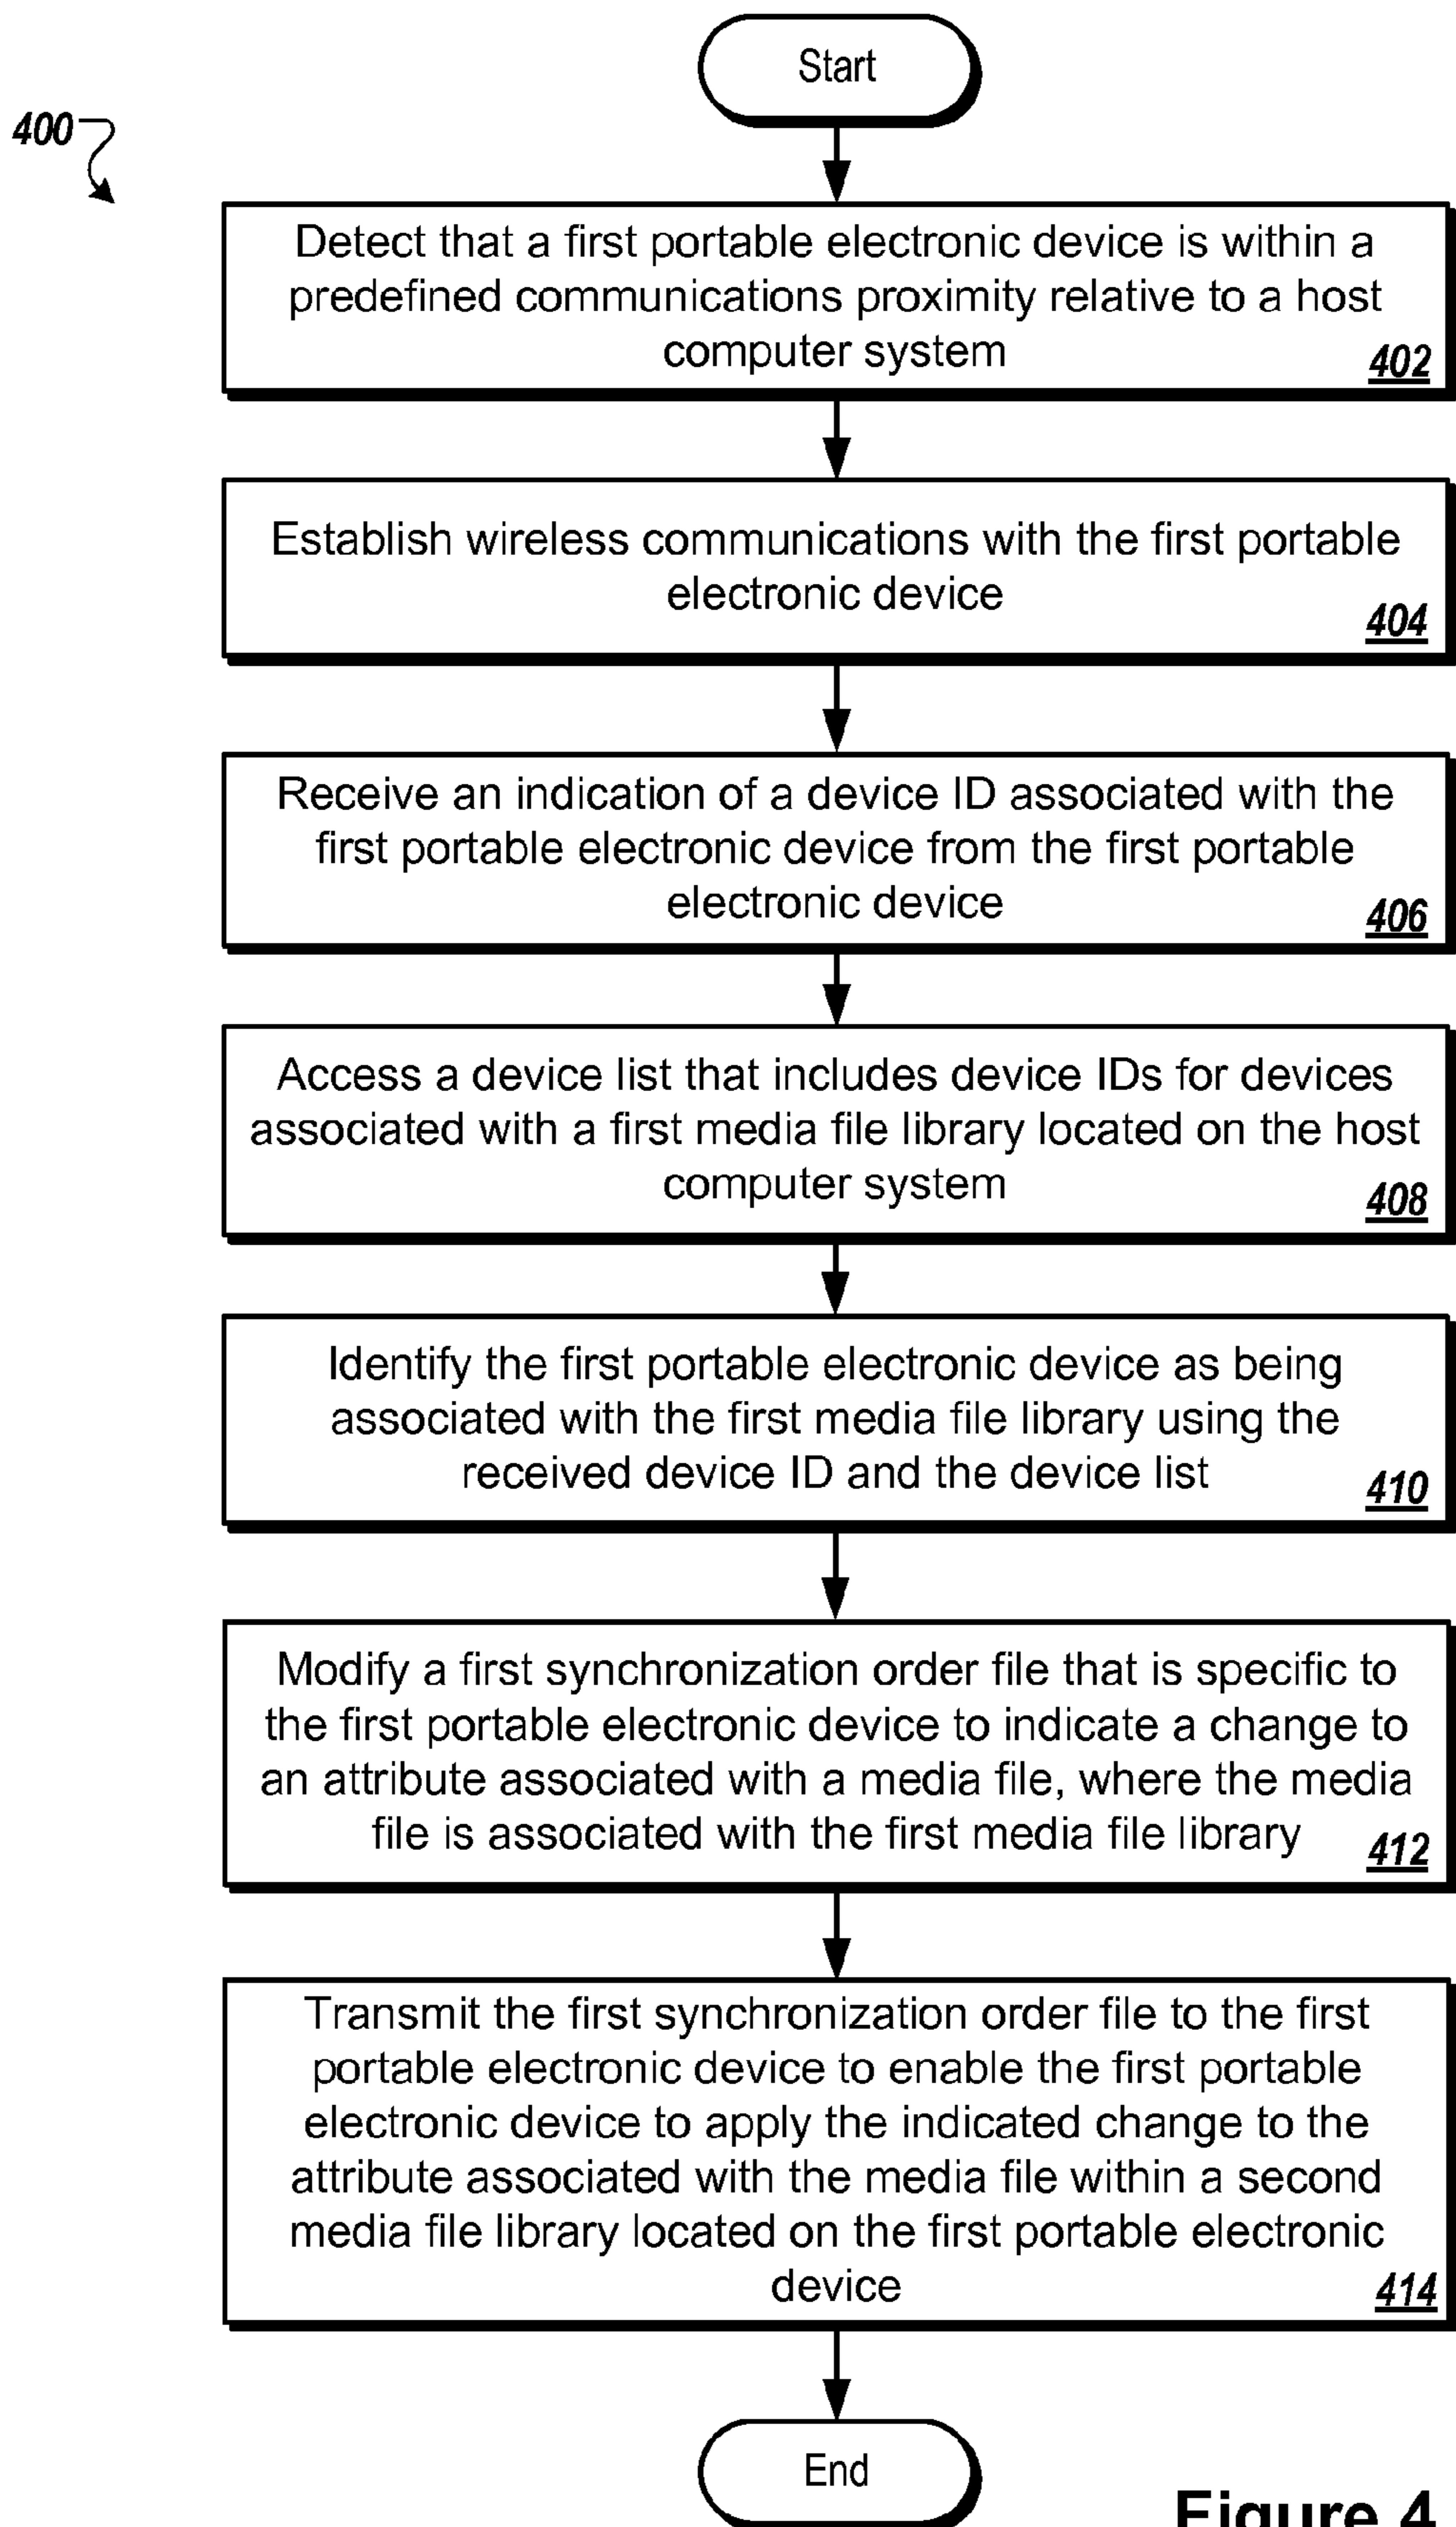 Start
400
Detect that a first portable electronic device is within a
predefined communications proximity relative to a host
computer system
402
Establish wireless communications with the first portable
electronic device
404
Receive an indication of a device ID associated with the
first portable electronic device from the first portable
electronic device
406
Access a device list that includes device IDs for devices
associated with a first media file library located on the host
computer system
408
Identify the first portable electronic device as being
associated with the first media file library using the
received device ID and the device list
410
Modify a first synchronization order file that is specific to
the first portable electronic device to indicate a change to
an attribute associated with a media file, where the media
file is associated with the first media file library
412
Transmit the first synchronization order file to the first
portable electronic device to enable the first portable
electronic device to apply the indicated change to the
attribute associated with the media file within a second
media file library located on the first portable electronic
device
414
End
Figure 4